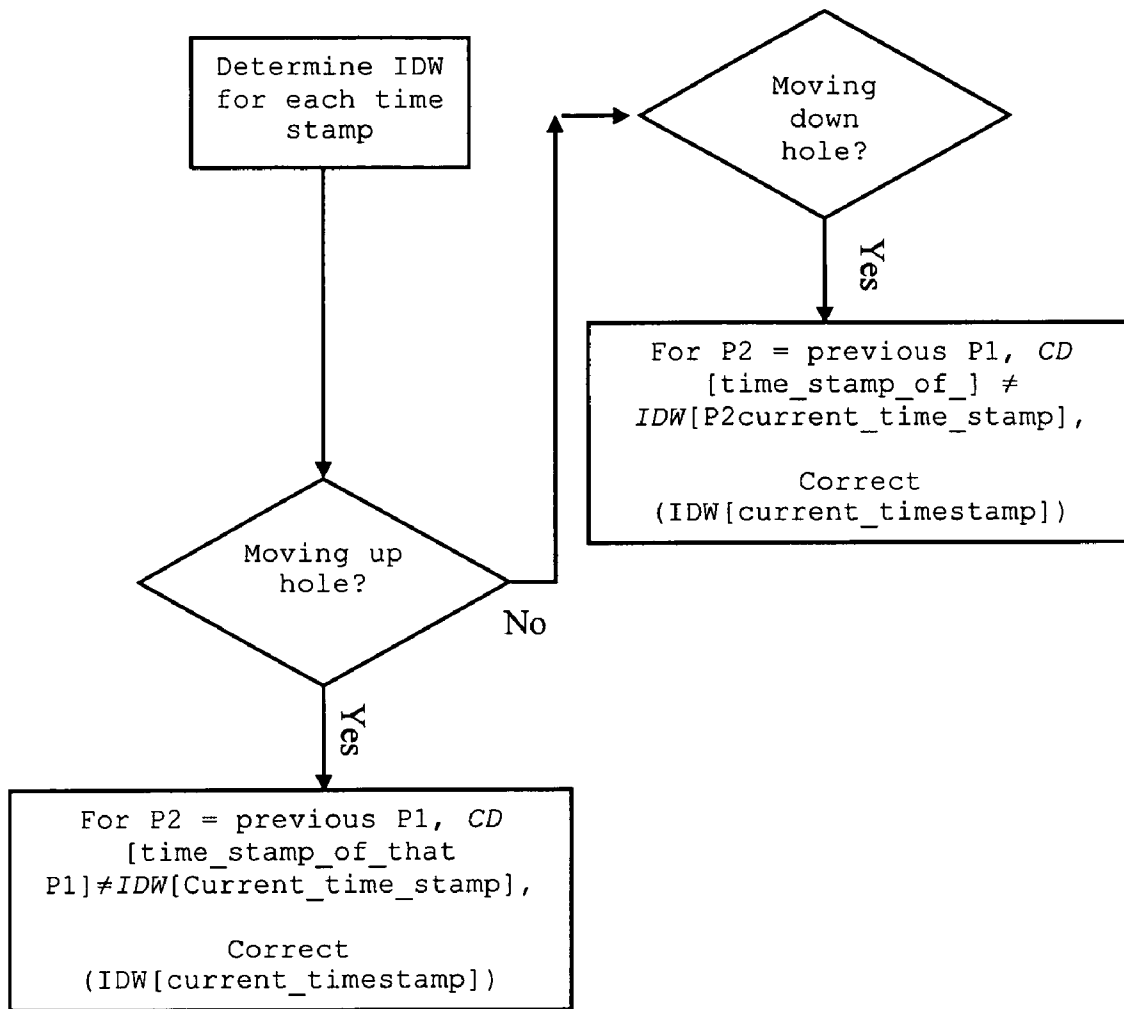 Determine IDW
for each time
stamp
Moving up
hole?
No
Yes
For P2 = previous P1, CD
[time_stamp_of_that
P1]≠IDW[Current_time_stamp],
Correct
(IDW[current_timestamp])
Moving
down
hole?
Yes
For P2 = previous P1, CD
[time_stamp_of_] ≠
IDW[P2current_time_stamp],
Correct
(IDW[current_timestamp])